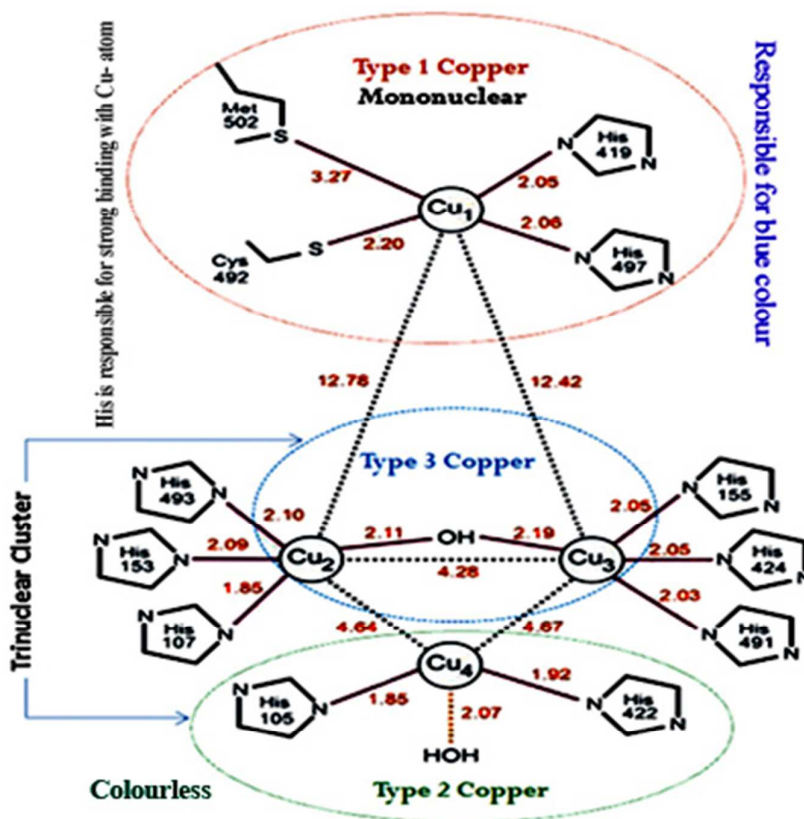 Type 1 Copper
Mononuclear
Met
502
S
3.27
Cu1
2.05
N
His
419
N
Cys
492
S
2.20
2.06
N
His
497
N
His is responsible for strong binding with Cu- atom
Responsible for blue colour
12.78
12.42
Type 3 Copper
Trinuclear Cluster
N
His
493
N
2.10
2.11
OH
2.19
2.05
N
His
155
N
N
His
153
N
2.09
Cu2
4.28
Cu3
2.05
N
His
424
N
N
His
107
N
1.85
2.03
N
His
491
N
4.64
4.67
Cu4
N
His
105
N
1.85
1.92
N
His
422
N
2.07
HOH
Colourless
Type 2 Copper